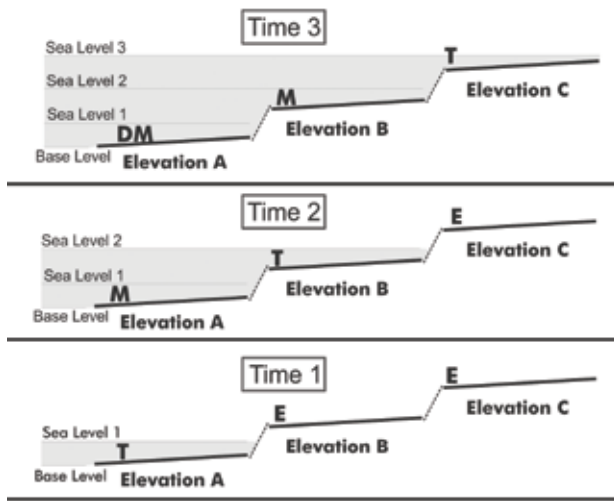 Time 3
Sea Level 3
T
Sea Level 2
Elevation C
M
Sea Level 1
Elevation B
DM
Base Level
Elevation A
Time 2
E
Sea Level 2
Elevation C
T
Sea Level 1
Elevation B
M
Base Level
Elevation A
Time 1
E
Elevation C
E
Sea Level 1
Elevation B
T
Base Level
Elevation A